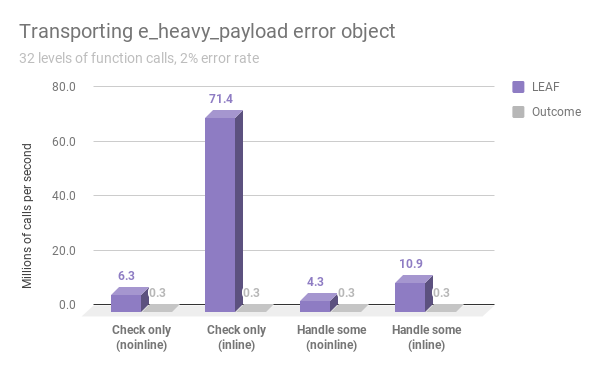 Transporting e_heavy_payload error object
32 levels of function calls, 2% error rate
LEAF
Outcome
Millions of calls per second
80.0
60.0
40.0
20.0
0.0
6.3
0.3
71.4
0.3
4.3
0.3
10.9
0.3
Check only
(noinline)
Check only
(inline)
Handle some
(noinline)
Handle some
(inline)